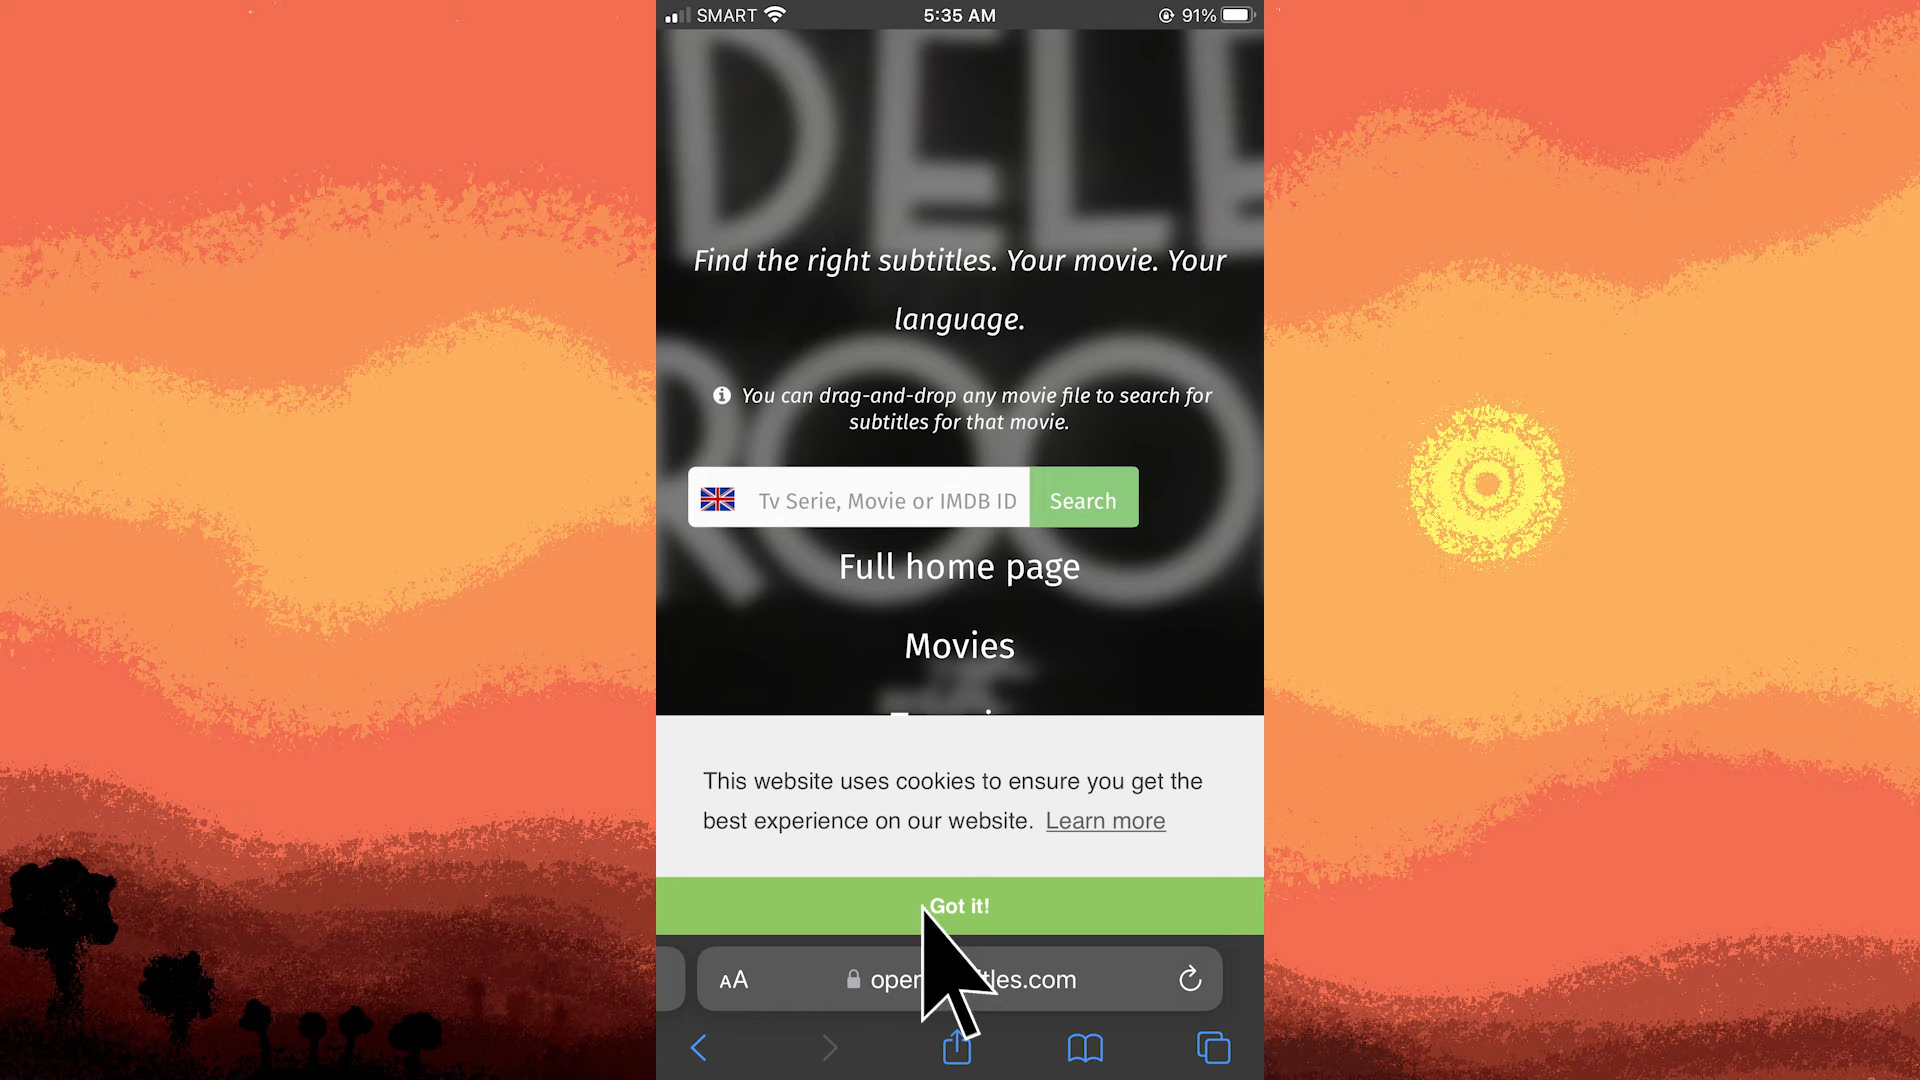 SMART
5:35 AM
91%
DELE
Find the right subtitles. Your movie. Your
language.
You can drag-and-drop any movie file to search for
subtitles for that movie.
Tv Serie, Movie or IMDB ID
Search
ROO
Full home page
Movies
This website uses cookies to ensure you get the
best experience on our website. Learn more
Got it!
AA